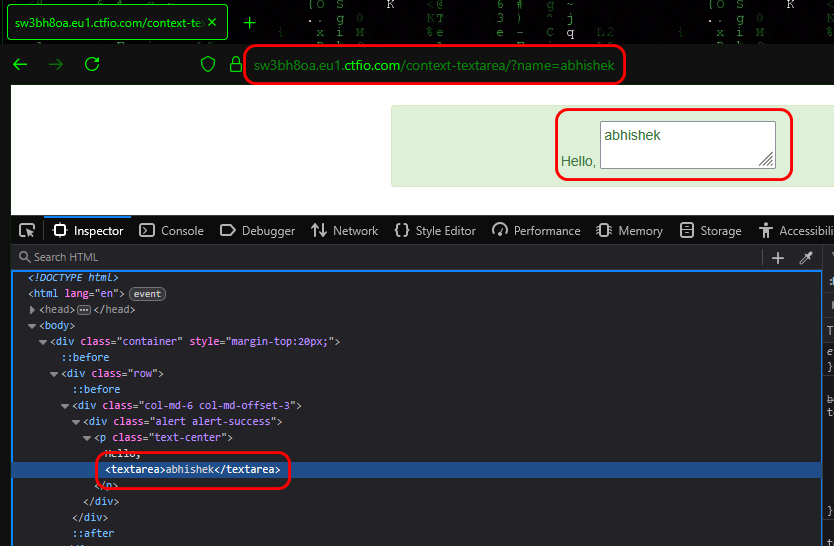 sw3bh8oa.eu1.ctfio.com/context-tex
sw3bh8oa.eu1.ctfio.com/context-textarea/?name=abhishek
abhishek
Hello,
Inspector Console Debugger Network Style Editor Performance Memory Storage Accessibili
Search HTML
<!DOCTYPE html>
<html lang="en"> event
<head> </head>
<body>
<div class="container" style="margin-top:20px;">
::before
<div class="row">
::before
<div class="col-md-6 col-md-offset-3">
<div class="alert alert-success">
<p class="text-center">
Hello,
<textarea>abhishek</textarea>
</p>
</div>
</div>
::after